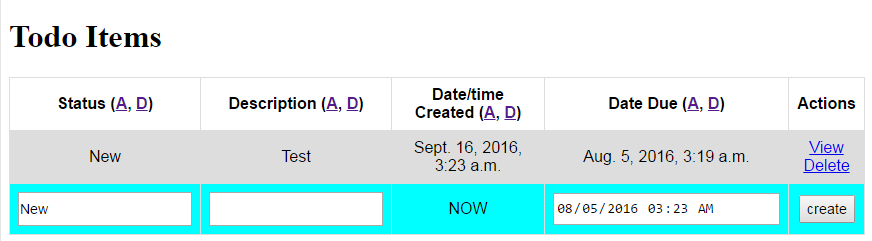 Todo Items
Status (A, D) Description (A, D) Date/time Created (A, D) Date Due (A, D) Actions
New Test Sept. 16, 2016, 3:23 a.m. Aug. 5, 2016, 3:19 a.m. View Delete
New NOW 08/05/2016 03:23 AM create